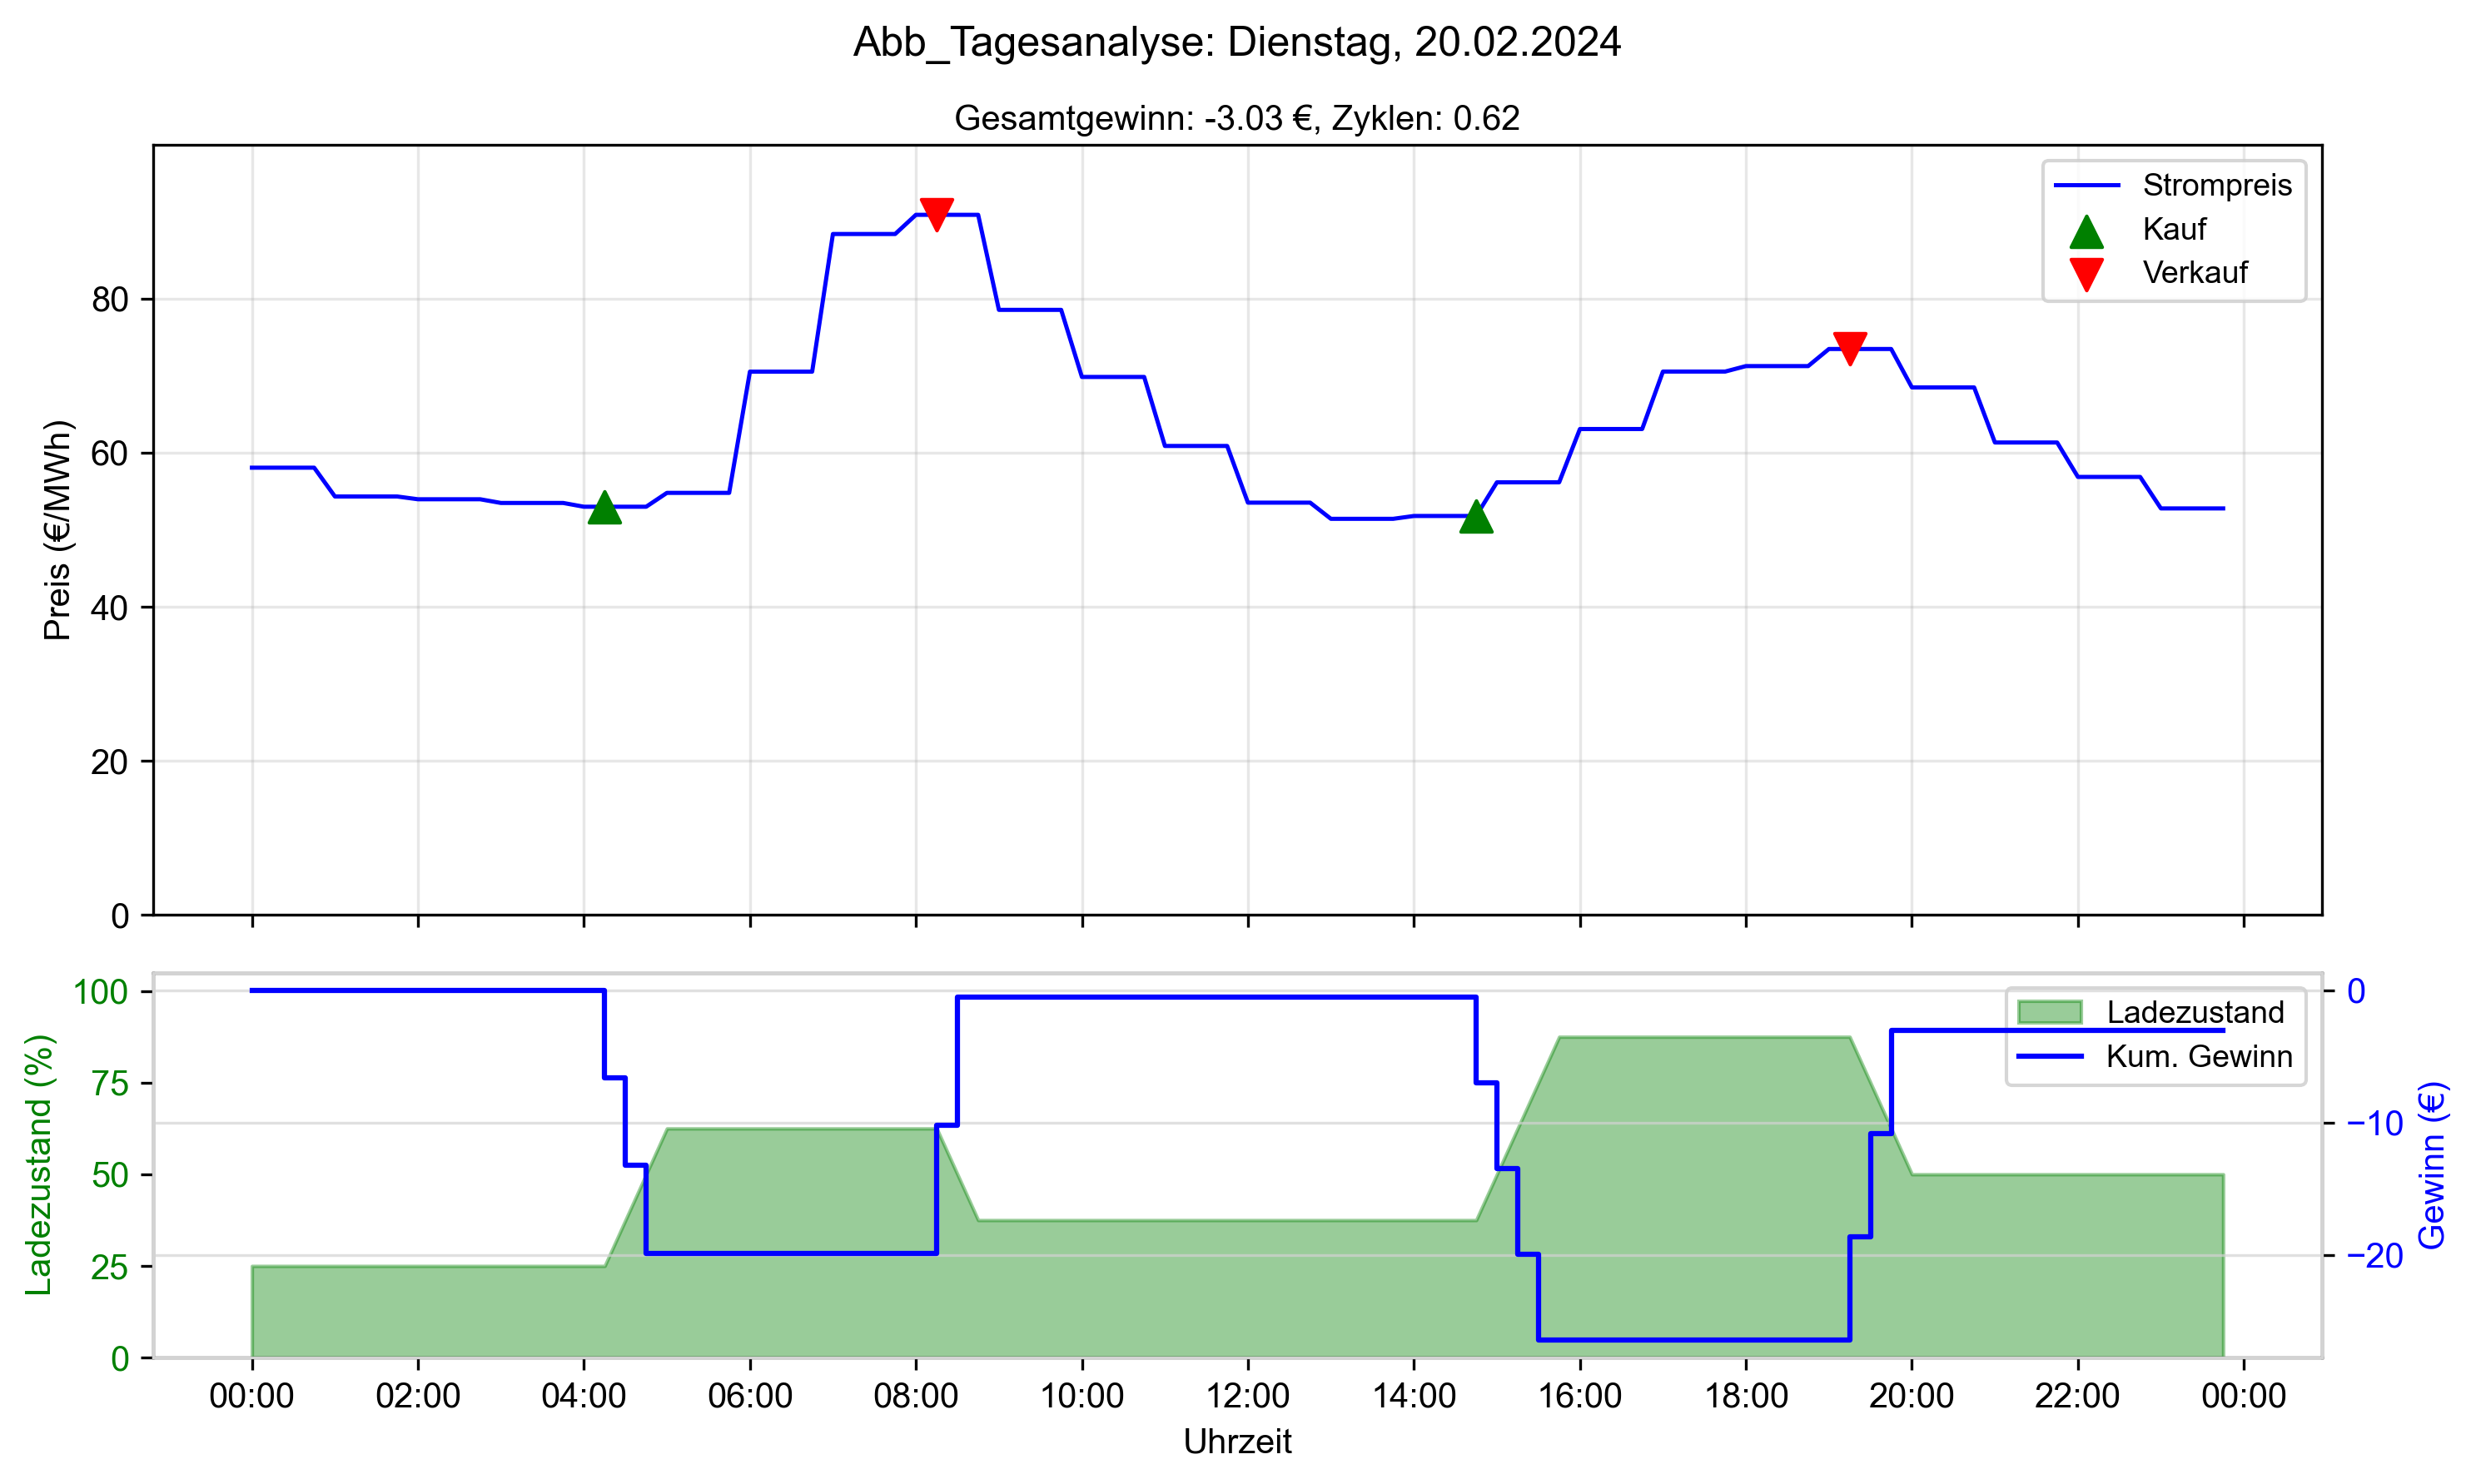 Abb_Tagesanalyse: Dienstag, 20.02.2024
Gesamtgewinn: -3.03 €, Zyklen: 0.62
Strompreis
Kauf
Verkauf
Preis (€/MWh)
80
60
40
20
0
Ladezustand
Kum. Gewinn
Ladezustand (%)
100
75
50
25
0
Gewinn (€)
0
−10
−20
00:00 02:00 04:00 06:00 08:00 10:00 12:00 14:00 16:00 18:00 20:00 22:00 00:00
Uhrzeit